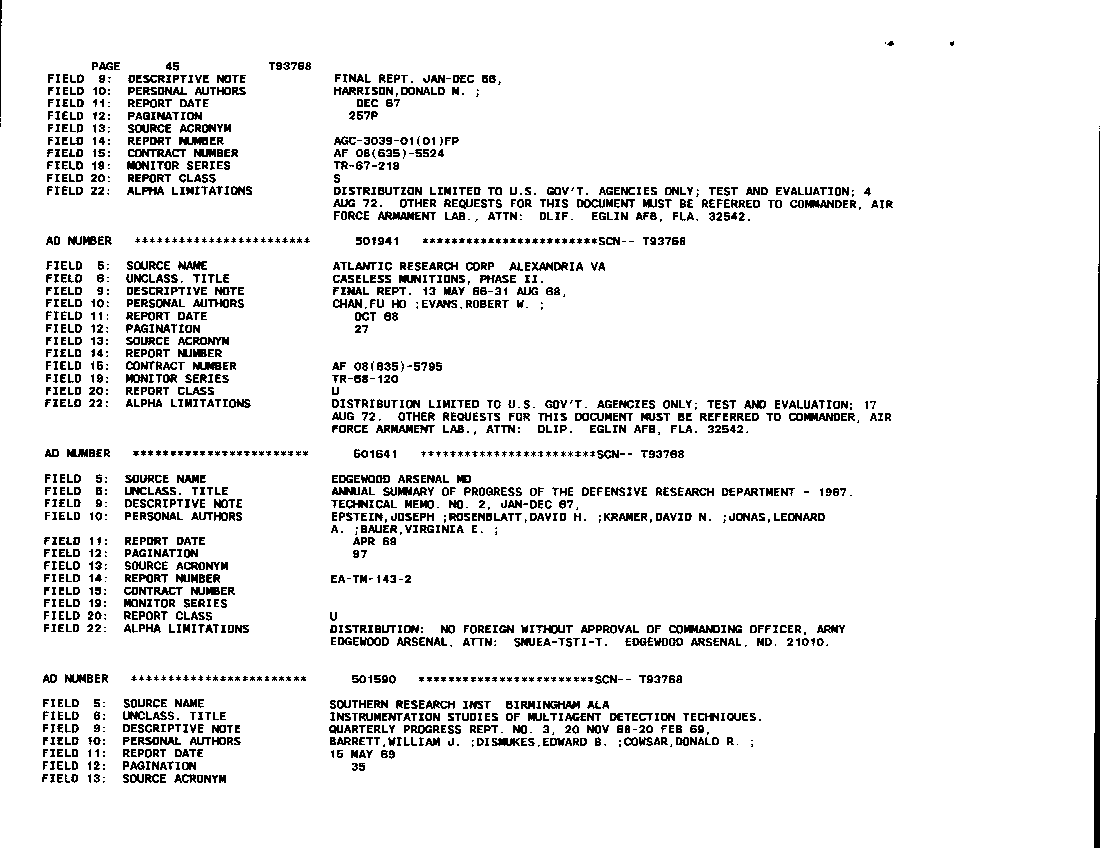 PAGE 45 T93768
FIELD 9: DESCRIPTIVE NOTE FINAL REPT. JAN-DEC 66,
FIELD 10: PERSONAL AUTHORS HARRISON,DONALD M. ;
FIELD 11: REPORT DATE DEC 67
FIELD 12: PAGINATION 257P
FIELD 13: SOURCE ACRONYM
FIELD 14: REPORT NUMBER AGC-3039-01(01)FP
FIELD 15: CONTRACT NUMBER AF 08(635)-5524
FIELD 19: MONITOR SERIES TR-67-219
FIELD 20: REPORT CLASS S
FIELD 22: ALPHA LIMITATIONS DISTRIBUTION LIMITED TO U.S. GOV'T. AGENCIES ONLY; TEST AND EVALUATION; 4
AUG 72. OTHER REQUESTS FOR THIS DOCUMENT MUST BE REFERRED TO COMMANDER, AIR
FORCE ARMAMENT LAB., ATTN: DLIF. EGLIN AFB, FLA. 32542.
AD NUMBER ************************ 501941 ************************SCN-- T93768
FIELD 5: SOURCE NAME ATLANTIC RESEARCH CORP ALEXANDRIA VA
FIELD 6: UNCLASS. TITLE CASELESS MUNITIONS, PHASE II.
FIELD 9: DESCRIPTIVE NOTE FINAL REPT. 13 MAY 66-31 AUG 68,
FIELD 10: PERSONAL AUTHORS CHAN,FU HO ;EVANS,ROBERT W. ;
FIELD 11: REPORT DATE OCT 68
FIELD 12: PAGINATION 27
FIELD 13: SOURCE ACRONYM
FIELD 14: REPORT NUMBER
FIELD 15: CONTRACT NUMBER AF 08(635)-5795
FIELD 19: MONITOR SERIES TR-68-120
FIELD 20: REPORT CLASS U
FIELD 22: ALPHA LIMITATIONS DISTRIBUTION LIMITED TO U.S. GOV'T. AGENCIES ONLY; TEST AND EVALUATION; 17
AUG 72. OTHER REQUESTS FOR THIS DOCUMENT MUST BE REFERRED TO COMMANDER, AIR
FORCE ARMAMENT LAB., ATTN: DLIP. EGLIN AFB, FLA. 32542.
AD NUMBER ************************ 501641 ************************SCN-- T93768
FIELD 5: SOURCE NAME EDGEWOOD ARSENAL MD
FIELD 6: UNCLASS. TITLE ANNUAL SUMMARY OF PROGRESS OF THE DEFENSIVE RESEARCH DEPARTMENT - 1967.
FIELD 9: DESCRIPTIVE NOTE TECHNICAL MEMO. NO. 2, JAN-DEC 67,
FIELD 10: PERSONAL AUTHORS EPSTEIN,JOSEPH ;ROSENBLATT,DAVID H. ;KRAMER,DAVID N. ;JONAS,LEONARD
A. ;BAUER,VIRGINIA E. ;
FIELD 11: REPORT DATE APR 69
FIELD 12: PAGINATION 97
FIELD 13: SOURCE ACRONYM
FIELD 14: REPORT NUMBER EA-TM-143-2
FIELD 15: CONTRACT NUMBER
FIELD 19: MONITOR SERIES
FIELD 20: REPORT CLASS U
FIELD 22: ALPHA LIMITATIONS DISTRIBUTION: NO FOREIGN WITHOUT APPROVAL OF COMMANDING OFFICER, ARMY
EDGEWOOD ARSENAL, ATTN: SMUEA-TSTI-T. EDGEWOOD ARSENAL, MD. 21010.
AD NUMBER ************************ 501590 ************************SCN-- T93768
FIELD 5: SOURCE NAME SOUTHERN RESEARCH INST BIRMINGHAM ALA
FIELD 6: UNCLASS. TITLE INSTRUMENTATION STUDIES OF MULTIAGENT DETECTION TECHNIQUES.
FIELD 9: DESCRIPTIVE NOTE QUARTERLY PROGRESS REPT. NO. 3, 20 NOV 68-20 FEB 69,
FIELD 10: PERSONAL AUTHORS BARRETT,WILLIAM J. ;DISMUKES,EDWARD B. ;COWSAR,DONALD R. ;
FIELD 11: REPORT DATE 15 MAY 69
FIELD 12: PAGINATION 35
FIELD 13: SOURCE ACRONYM